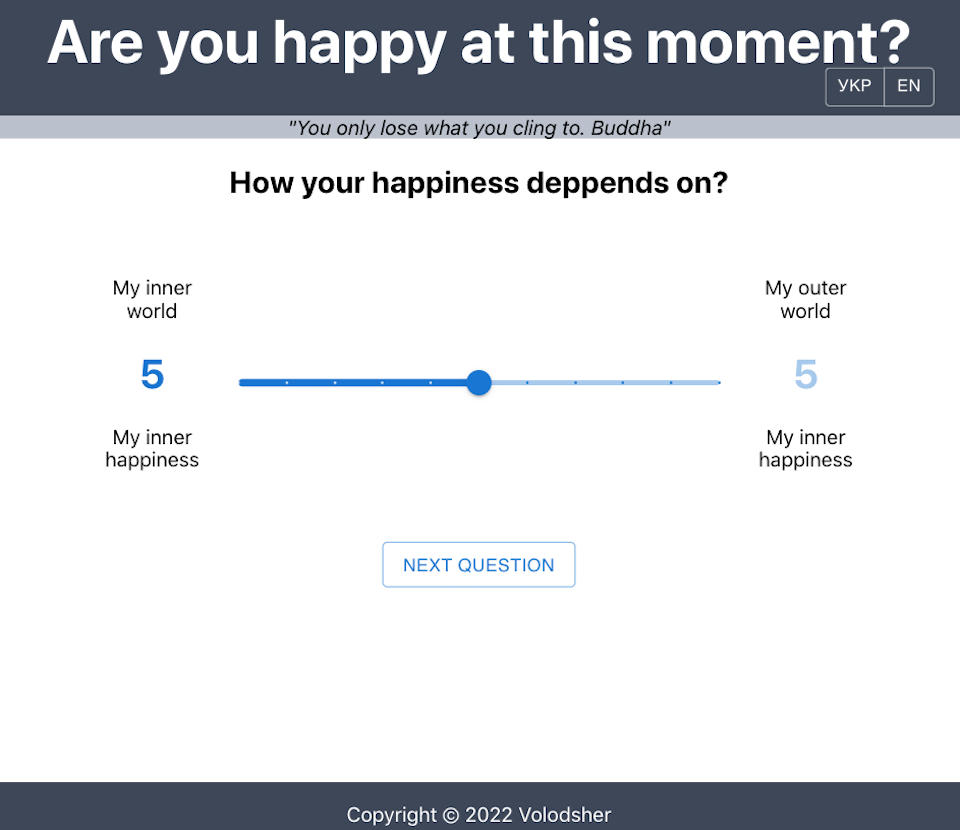 Are you happy at this moment?
УКР EN
"You only lose what you cling to. Buddha"
How your happiness deppends on?
My inner
world
My outer
world
5
5
My inner
happiness
My inner
happiness
NEXT QUESTION
Copyright © 2022 Volodsher